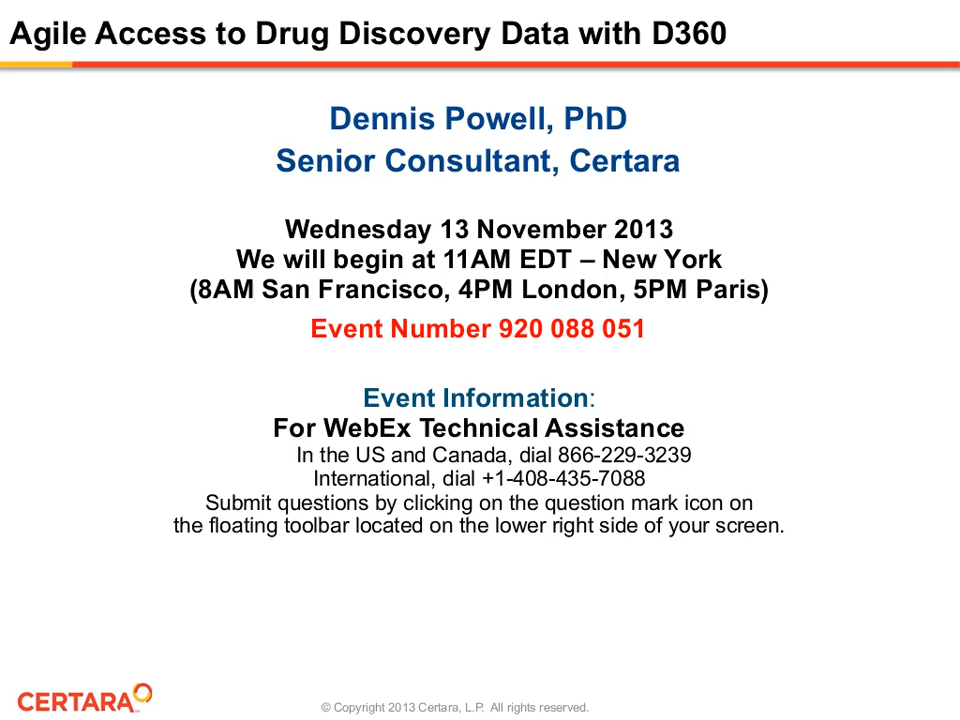 Agile Access to Drug Discovery Data with D360
Dennis Powell, PhD
Senior Consultant, Certara
Wednesday 13 November 2013
We will begin at 11AM EDT – New York
(8AM San Francisco, 4PM London, 5PM Paris)
Event Number 920 088 051
Event Information:
For WebEx Technical Assistance
In the US and Canada, dial 866-229-3239
International, dial +1-408-435-7088
Submit questions by clicking on the question mark icon on
the floating toolbar located on the lower right side of your screen.
CERTARA™
© Copyright 2013 Certara, L.P. All rights reserved.